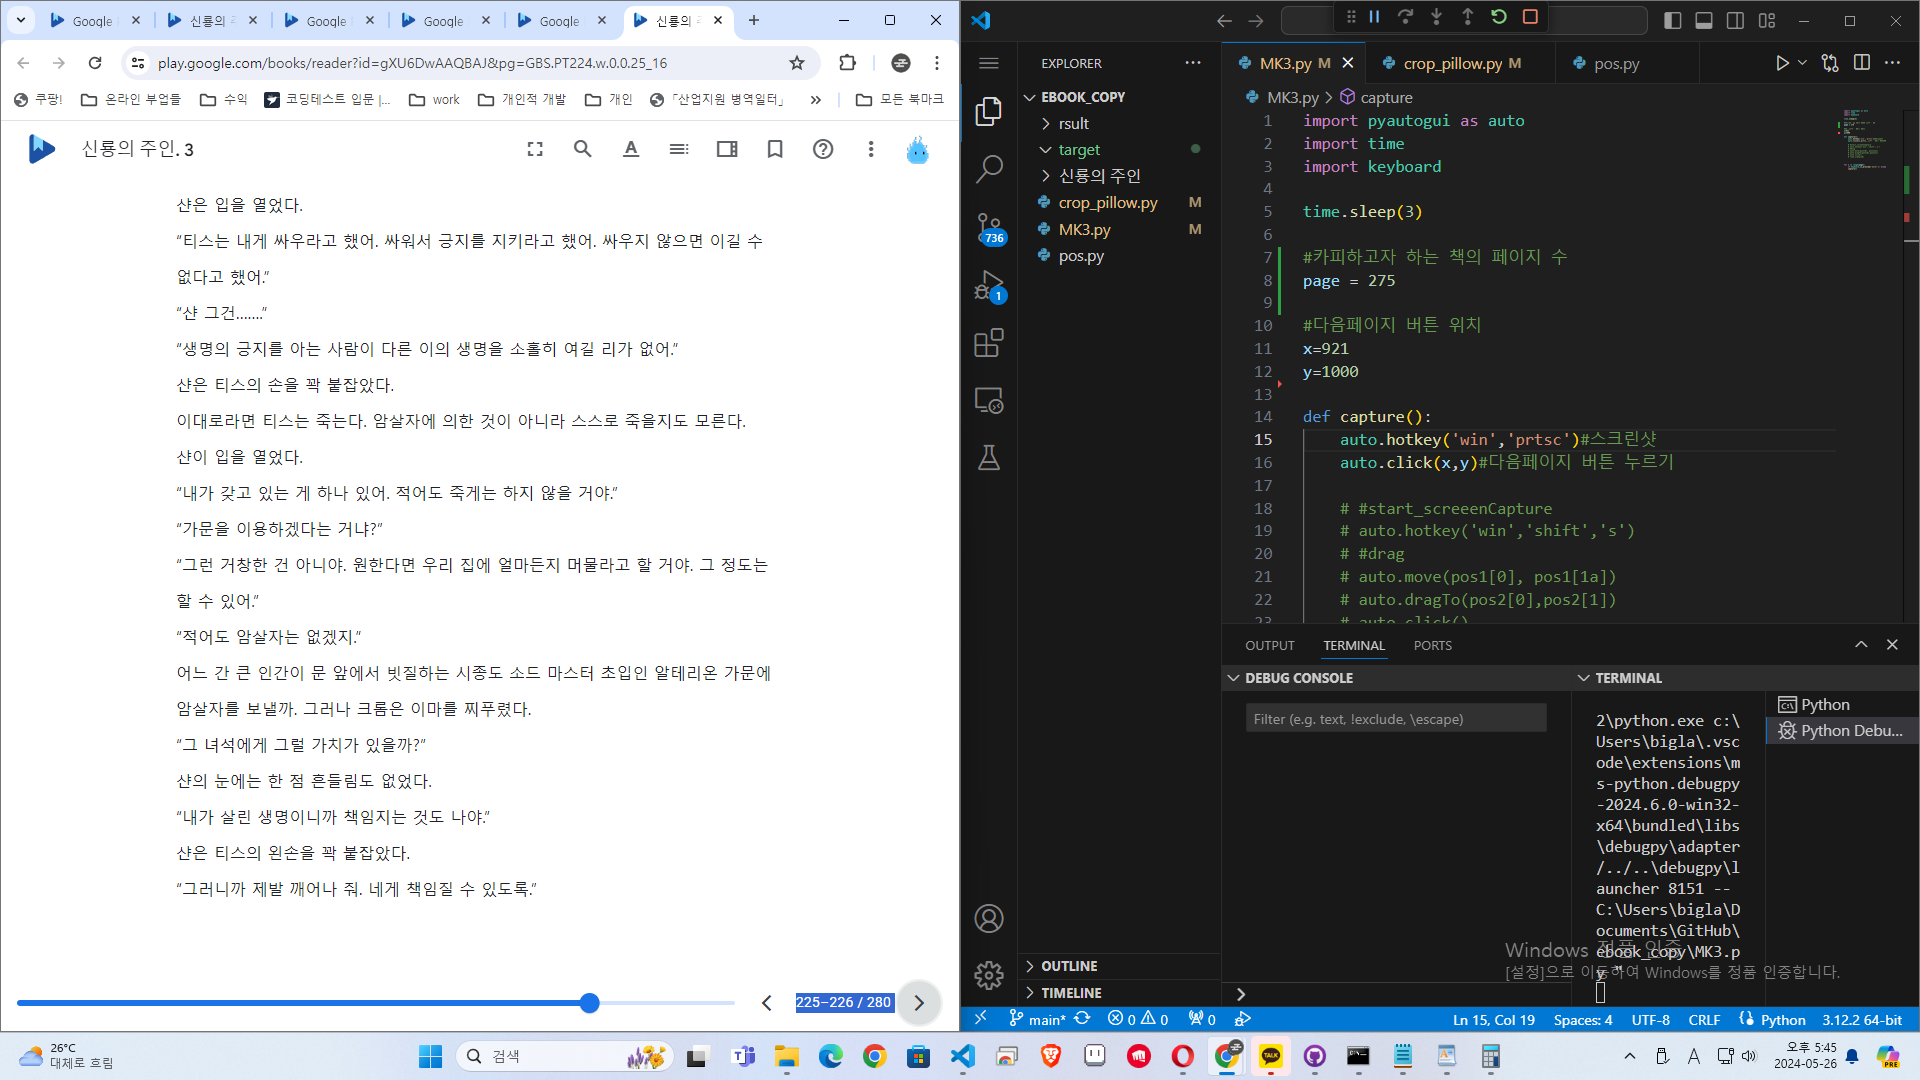 Google
신룡의 주
Google
Google
Google
신룡의 주
play.google.com/books/reader?id=gXU6DwAAQBAJ&pg=GBS.PT224.w.0.0.25_16
쿠팡!
온라인 부업들
수익
코딩테스트 입문 |...
work
개인적 개발
개인
「산업지원 병역일터」
모든 북마크
신룡의 주인. 3
샨은 입을 열었다.
“티스는 내게 싸우라고 했어. 싸워서 긍지를 지키라고 했어. 싸우지 않으면 이길 수
없다고 했어.”
“샨 그건.......”
“생명의 긍지를 아는 사람이 다른 이의 생명을 소홀히 여길 리가 없어.”
샨은 티스의 손을 꽉 붙잡았다.
이대로라면 티스는 죽는다. 암살자에 의한 것이 아니라 스스로 죽을지도 모른다.
샨이 입을 열었다.
“내가 갖고 있는 게 하나 있어. 적어도 죽게는 하지 않을 거야.”
“가문을 이용하겠다는 거냐?”
“그런 거창한 건 아니야. 원한다면 우리 집에 얼마든지 머물라고 할 거야. 그 정도는
할 수 있어.”
“적어도 암살자는 없겠지.”
어느 간 큰 인간이 문 앞에서 빗질하는 시종도 소드 마스터 초입인 알테리온 가문에
암살자를 보낼까. 그러나 크롬은 이마를 찌푸렸다.
“그 녀석에게 그럴 가치가 있을까?”
샨의 눈에는 한 점 흔들림도 없었다.
“내가 살린 생명이니까 책임지는 것도 나야.”
샨은 티스의 왼손을 꽉 붙잡았다.
“그러니까 제발 깨어나 줘. 네게 책임질 수 있도록.”
225–226 / 280
EXPLORER
EBOOK_COPY
rsult
target
신룡의 주인
crop_pillow.py M
MK3.py M
pos.py
736
1
OUTLINE
TIMELINE
MK3.py M
crop_pillow.py M
pos.py
MK3.py > capture
1 import pyautogui as auto
2 import time
3 import keyboard
4
5 time.sleep(3)
6
7 #카피하고자 하는 책의 페이지 수
8 page = 275
9
10 #다음페이지 버튼 위치
11 x=921
12 y=1000
13
14 def capture():
15 auto.hotkey('win','prtsc')#스크린샷
16 auto.click(x,y)#다음페이지 버튼 누르기
17
18 # #start_screeenCapture
19 # auto.hotkey('win','shift','s')
20 # #drag
21 # auto.move(pos1[0], pos1[1a])
22 # auto.dragTo(pos2[0],pos2[1])
23 # auto.click()
OUTPUT
TERMINAL
PORTS
DEBUG CONSOLE
Filter (e.g. text, !exclude, \escape)
TERMINAL
2\python.exe c:\
Users\bigla\.vsc
ode\extensions\m
s-python.debugpy
-2024.6.0-win32-
x64\bundled\libs
\debugpy\adapter
/../..\debugpy\l
auncher 8151 --
C:\Users\bigla\D
ocuments\GitHub\
ebook_copy\MK3.p
y "
Python
Python Debu...
Windows 정품 인증
[설정]으로 이동하여 Windows를 정품 인증합니다.
main*
0
0
0
Ln 15, Col 19
Spaces: 4
UTF-8
CRLF
Python
3.12.2 64-bit
26°C
대체로 흐림
검색
TALK
A
오후 5:45
2024-05-26
PRE